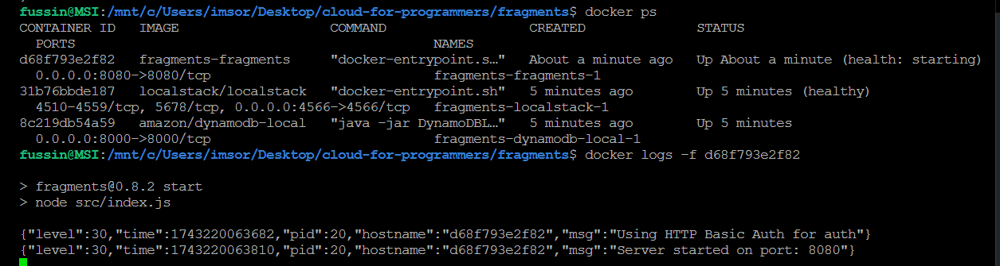 fussin@MSI:/mnt/c/Users/imsor/Desktop/cloud-for-programmers/fragments$ docker ps
CONTAINER ID   IMAGE                   COMMAND                  CREATED              STATUS
  PORTS                                             NAMES
d68f793e2f82   fragments-fragments     "docker-entrypoint.s…"   About a minute ago   Up About a minute (health: starting)
  0.0.0.0:8080->8080/tcp                            fragments-fragments-1
31b76bbde187   localstack/localstack   "docker-entrypoint.sh"   5 minutes ago        Up 5 minutes (healthy)
  4510-4559/tcp, 5678/tcp, 0.0.0.0:4566->4566/tcp   fragments-localstack-1
8c219db54a59   amazon/dynamodb-local   "java -jar DynamoDBL…"   5 minutes ago        Up 5 minutes
  0.0.0.0:8000->8000/tcp                            fragments-dynamodb-local-1
fussin@MSI:/mnt/c/Users/imsor/Desktop/cloud-for-programmers/fragments$ docker logs -f d68f793e2f82
> fragments@0.8.2 start
> node src/index.js
{"level":30,"time":1743220063682,"pid":20,"hostname":"d68f793e2f82","msg":"Using HTTP Basic Auth for auth"}
{"level":30,"time":1743220063810,"pid":20,"hostname":"d68f793e2f82","msg":"Server started on port: 8080"}